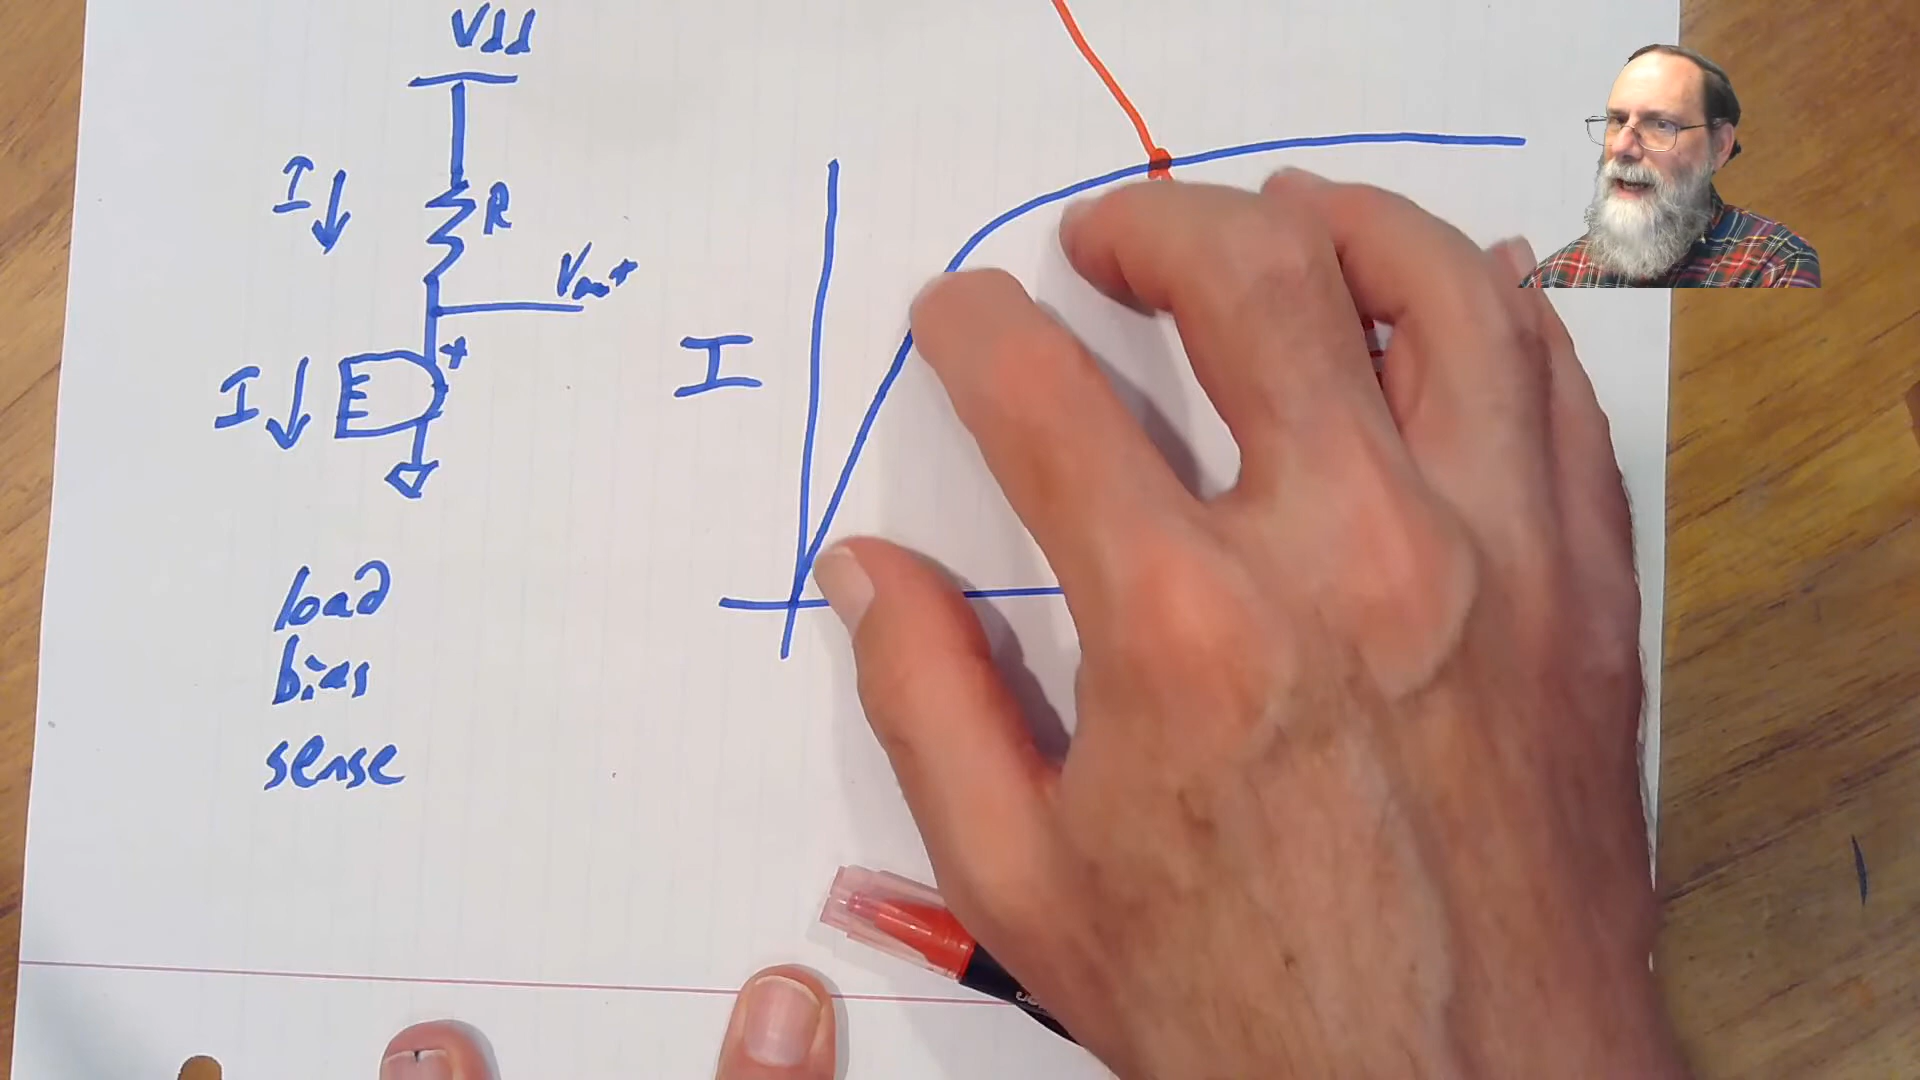 Vdd
I
R
Vout
+
I
I
load
bias
sense